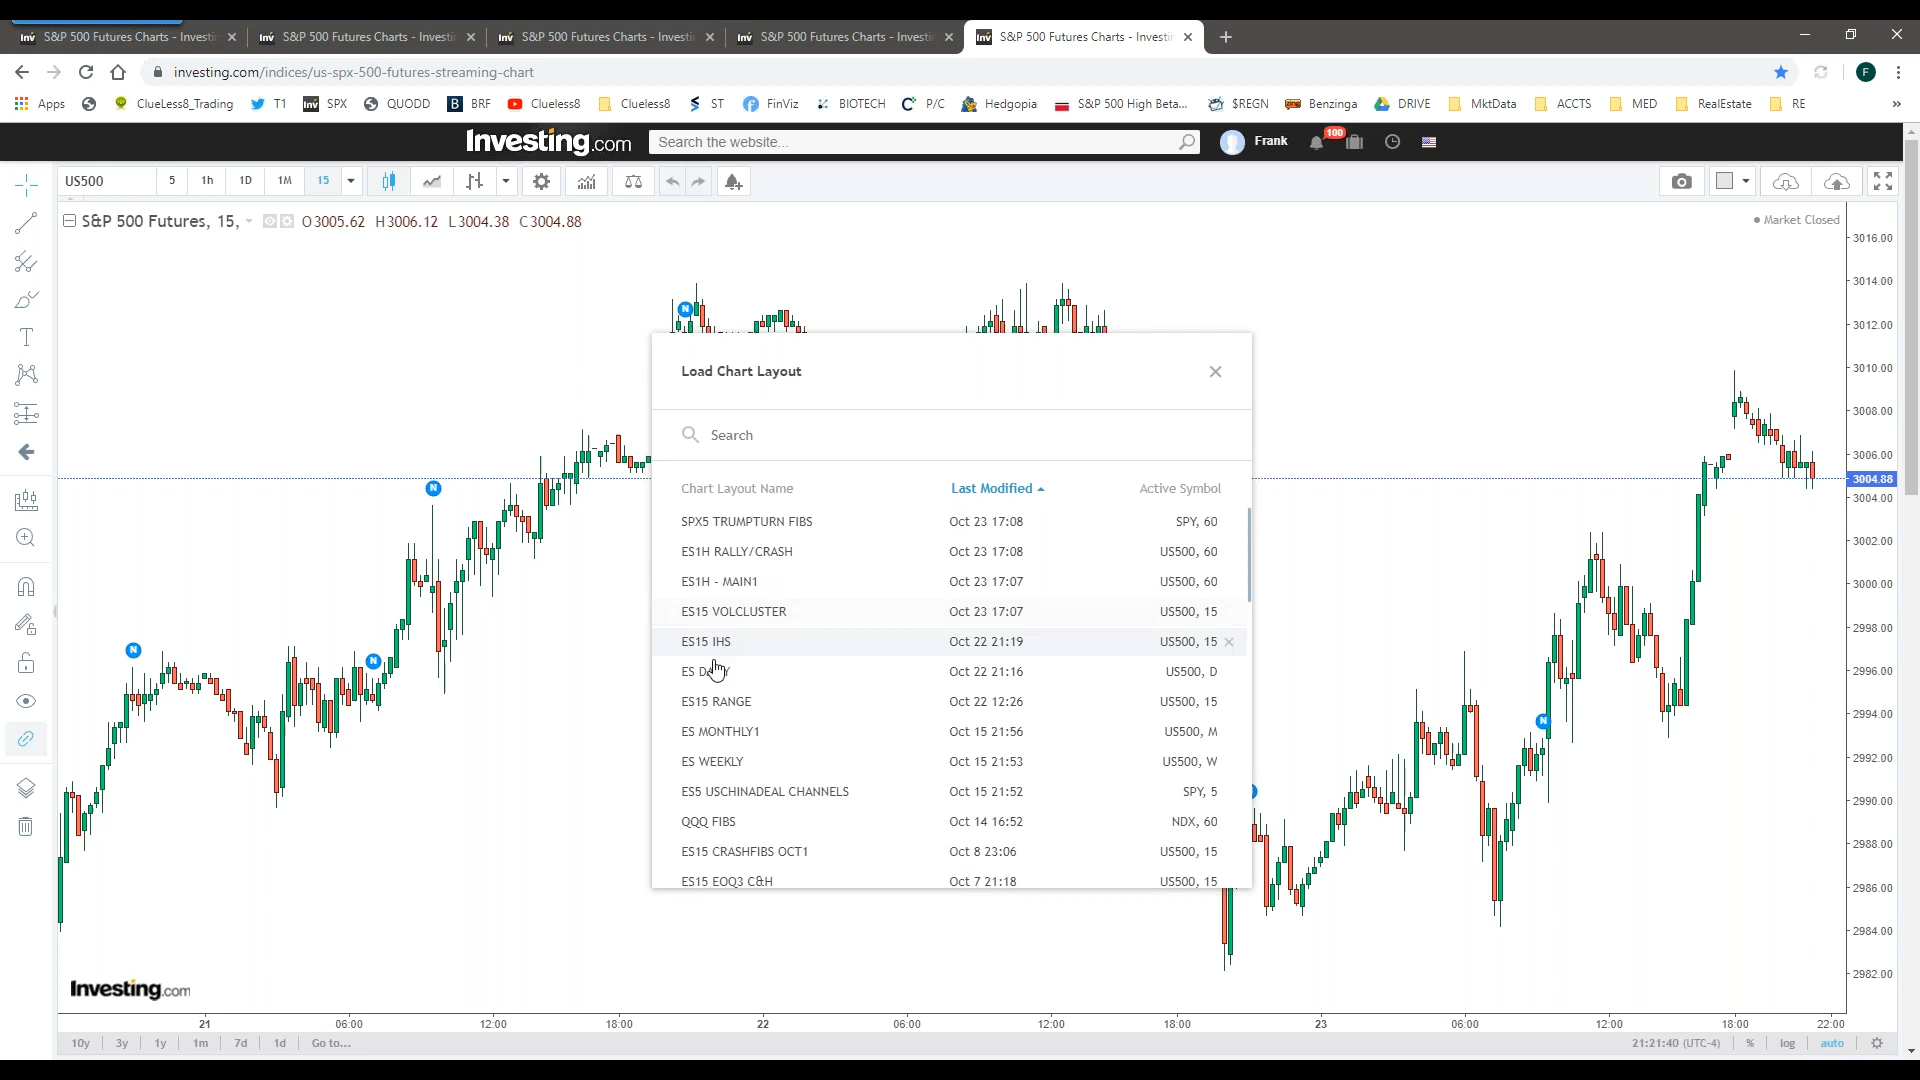 S&P 500 Futures Charts - Investi
S&P 500 Futures Charts - Investi
S&P 500 Futures Charts - Investi
S&P 500 Futures Charts - Investi
S&P 500 Futures Charts - Investi
investing.com/indices/us-spx-500-futures-streaming-chart
F
Apps ClueLess8_Trading T1 Inv SPX QUODD B BRF Clueless8 Clueless8 ST FinViz BIOTECH P/C Hedgopia S&P 500 High Beta... $REGN Benzinga DRIVE MktData ACCTS MED RealEstate RE »
Investing.com Search the website... Frank 100
US500 5 1h 1D 1M 15
S&P 500 Futures, 15, O3005.62 H3006.12 L3004.38 C3004.88
Market Closed
Load Chart Layout
Search
Chart Layout Name Last Modified Active Symbol
SPX5 TRUMPTURN FIBS Oct 23 17:08 SPY, 60
ES1H RALLY/CRASH Oct 23 17:08 US500, 60
ES1H - MAIN1 Oct 23 17:07 US500, 60
ES15 VOLCLUSTER Oct 23 17:07 US500, 15
ES15 IHS Oct 22 21:19 US500, 15
ES Oct 22 21:16 US500, D
ES15 RANGE Oct 22 12:26 US500, 15
ES MONTHLY1 Oct 15 21:56 US500, M
ES WEEKLY Oct 15 21:53 US500, W
ES5 USCHINADEAL CHANNELS Oct 15 21:52 SPY, 5
QQQ FIBS Oct 14 16:52 NDX, 60
ES15 CRASHFIBS OCT1 Oct 8 23:06 US500, 15
ES15 EOQ3 C&H Oct 7 21:18 US500, 15
N
N
N
N
N
3016.00
3014.00
3012.00
3010.00
3008.00
3006.00
3004.88
3004.00
3002.00
3000.00
2998.00
2996.00
2994.00
2992.00
2990.00
2988.00
2986.00
2984.00
2982.00
Investing.com
21 06:00 12:00 18:00 22 06:00 12:00 18:00 23 06:00 12:00 18:00 22:00
10y 3y 1y 1m 7d 1d Go to... 21:21:40 (UTC-4) % log auto